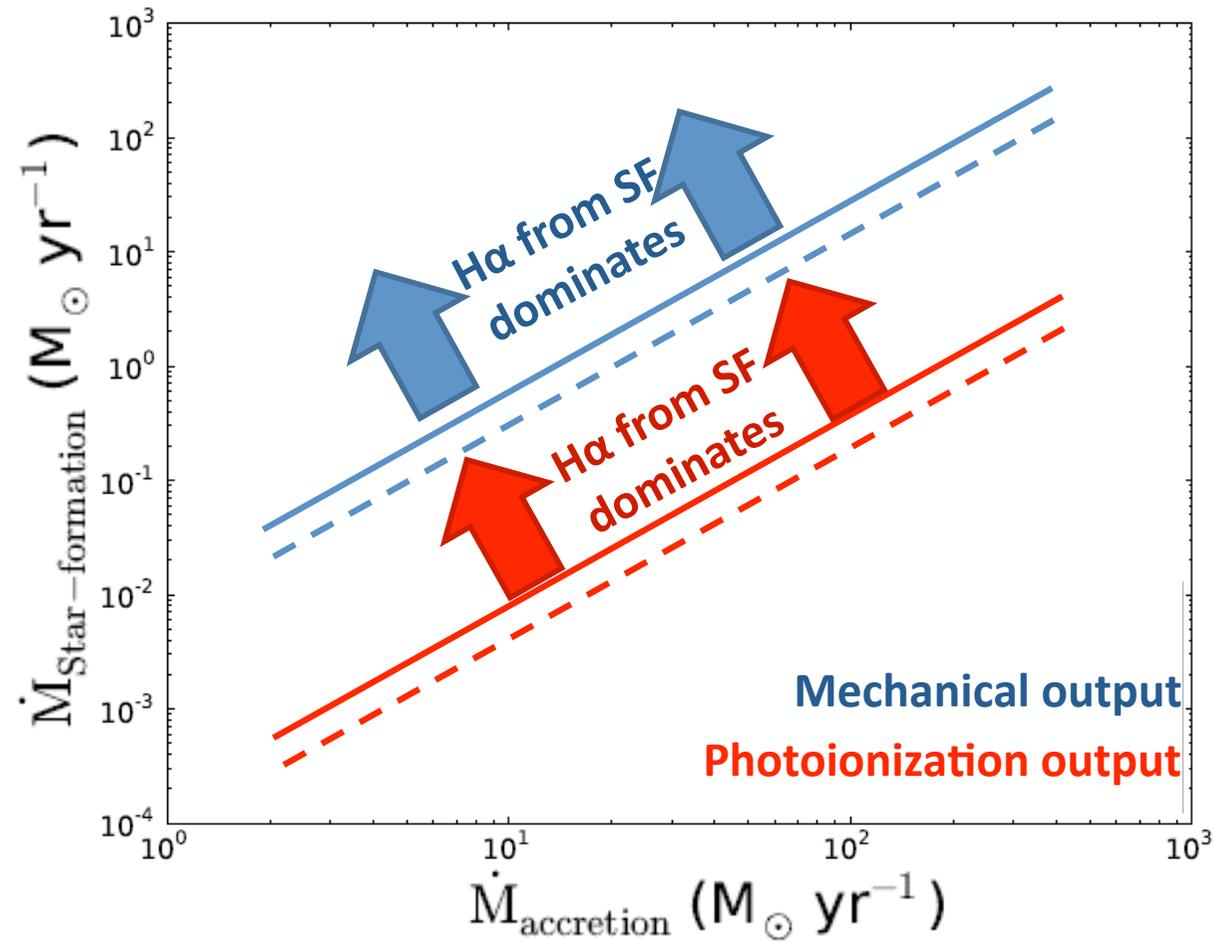 10³
10²
10¹
10⁰
10⁻¹
10⁻²
10⁻³
10⁻⁴
Ṁ_Star−formation (M_⊙ yr⁻¹)
Hα from SF
dominates
Hα from SF
dominates
Mechanical output
Photoionization output
10⁰ 10¹ 10² 10³
Ṁ_accretion (M_⊙ yr⁻¹)